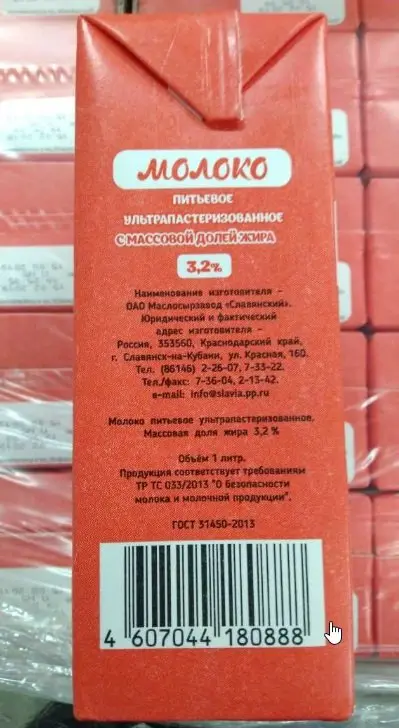 МОЛОКО
ПИТЬЕВОЕ
УЛЬТРАПАСТЕРИЗОВАННОЕ
С МАССОВОЙ ДОЛЕЙ ЖИРА
3,2%
Наименование изготовителя –
ОАО Маслосырзавод «Славянский».
Юридический и фактический
адрес изготовителя –
Россия, 353560, Краснодарский край,
г. Славянск-на-Кубани, ул. Красная, 160.
Тел. (86146) 2-26-07, 7-33-22.
Тел./факс: 7-36-04, 2-13-42.
e-mail: info@slavia.pp.ru
Молоко питьевое ультрапастеризованное.
Массовая доля жира 3,2 %
Объём 1 литр.
Продукция соответствует требованиям
ТР ТС 033/2013 "О безопасности
молока и молочной продукции".
ГОСТ 31450-2013
4 607044 180888